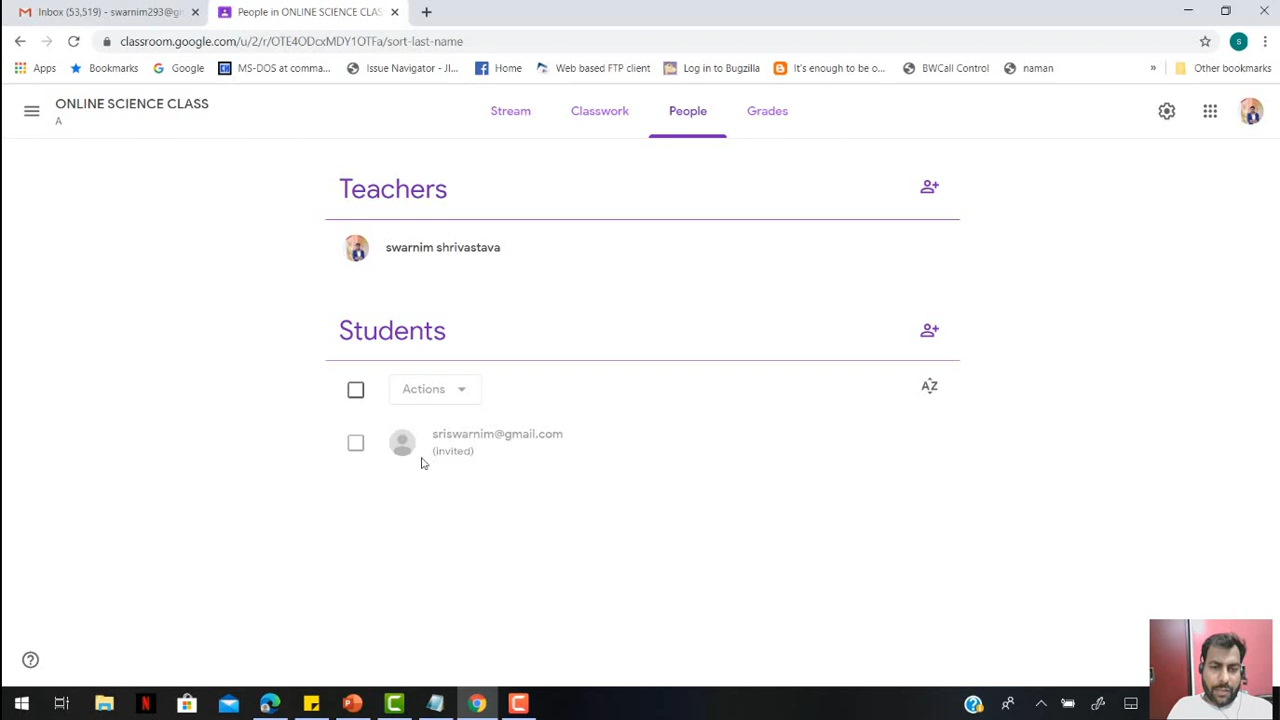 Inbox (53,519) - swarnim293@g
People in ONLINE SCIENCE CLAS
classroom.google.com/u/2/r/OTE4ODcxMDY1OTFa/sort-last-name
S
Apps
Bookmarks
Google
MS-DOS at comma...
Issue Navigator - JI...
Home
Web based FTP client
Log in to Bugzilla
It's enough to be o...
BWCall Control
naman
»
Other bookmarks
ONLINE SCIENCE CLASS
A
Stream
Classwork
People
Grades
Teachers
swarnim shrivastava
Students
Actions
AZ
sriswarnim@gmail.com
(invited)